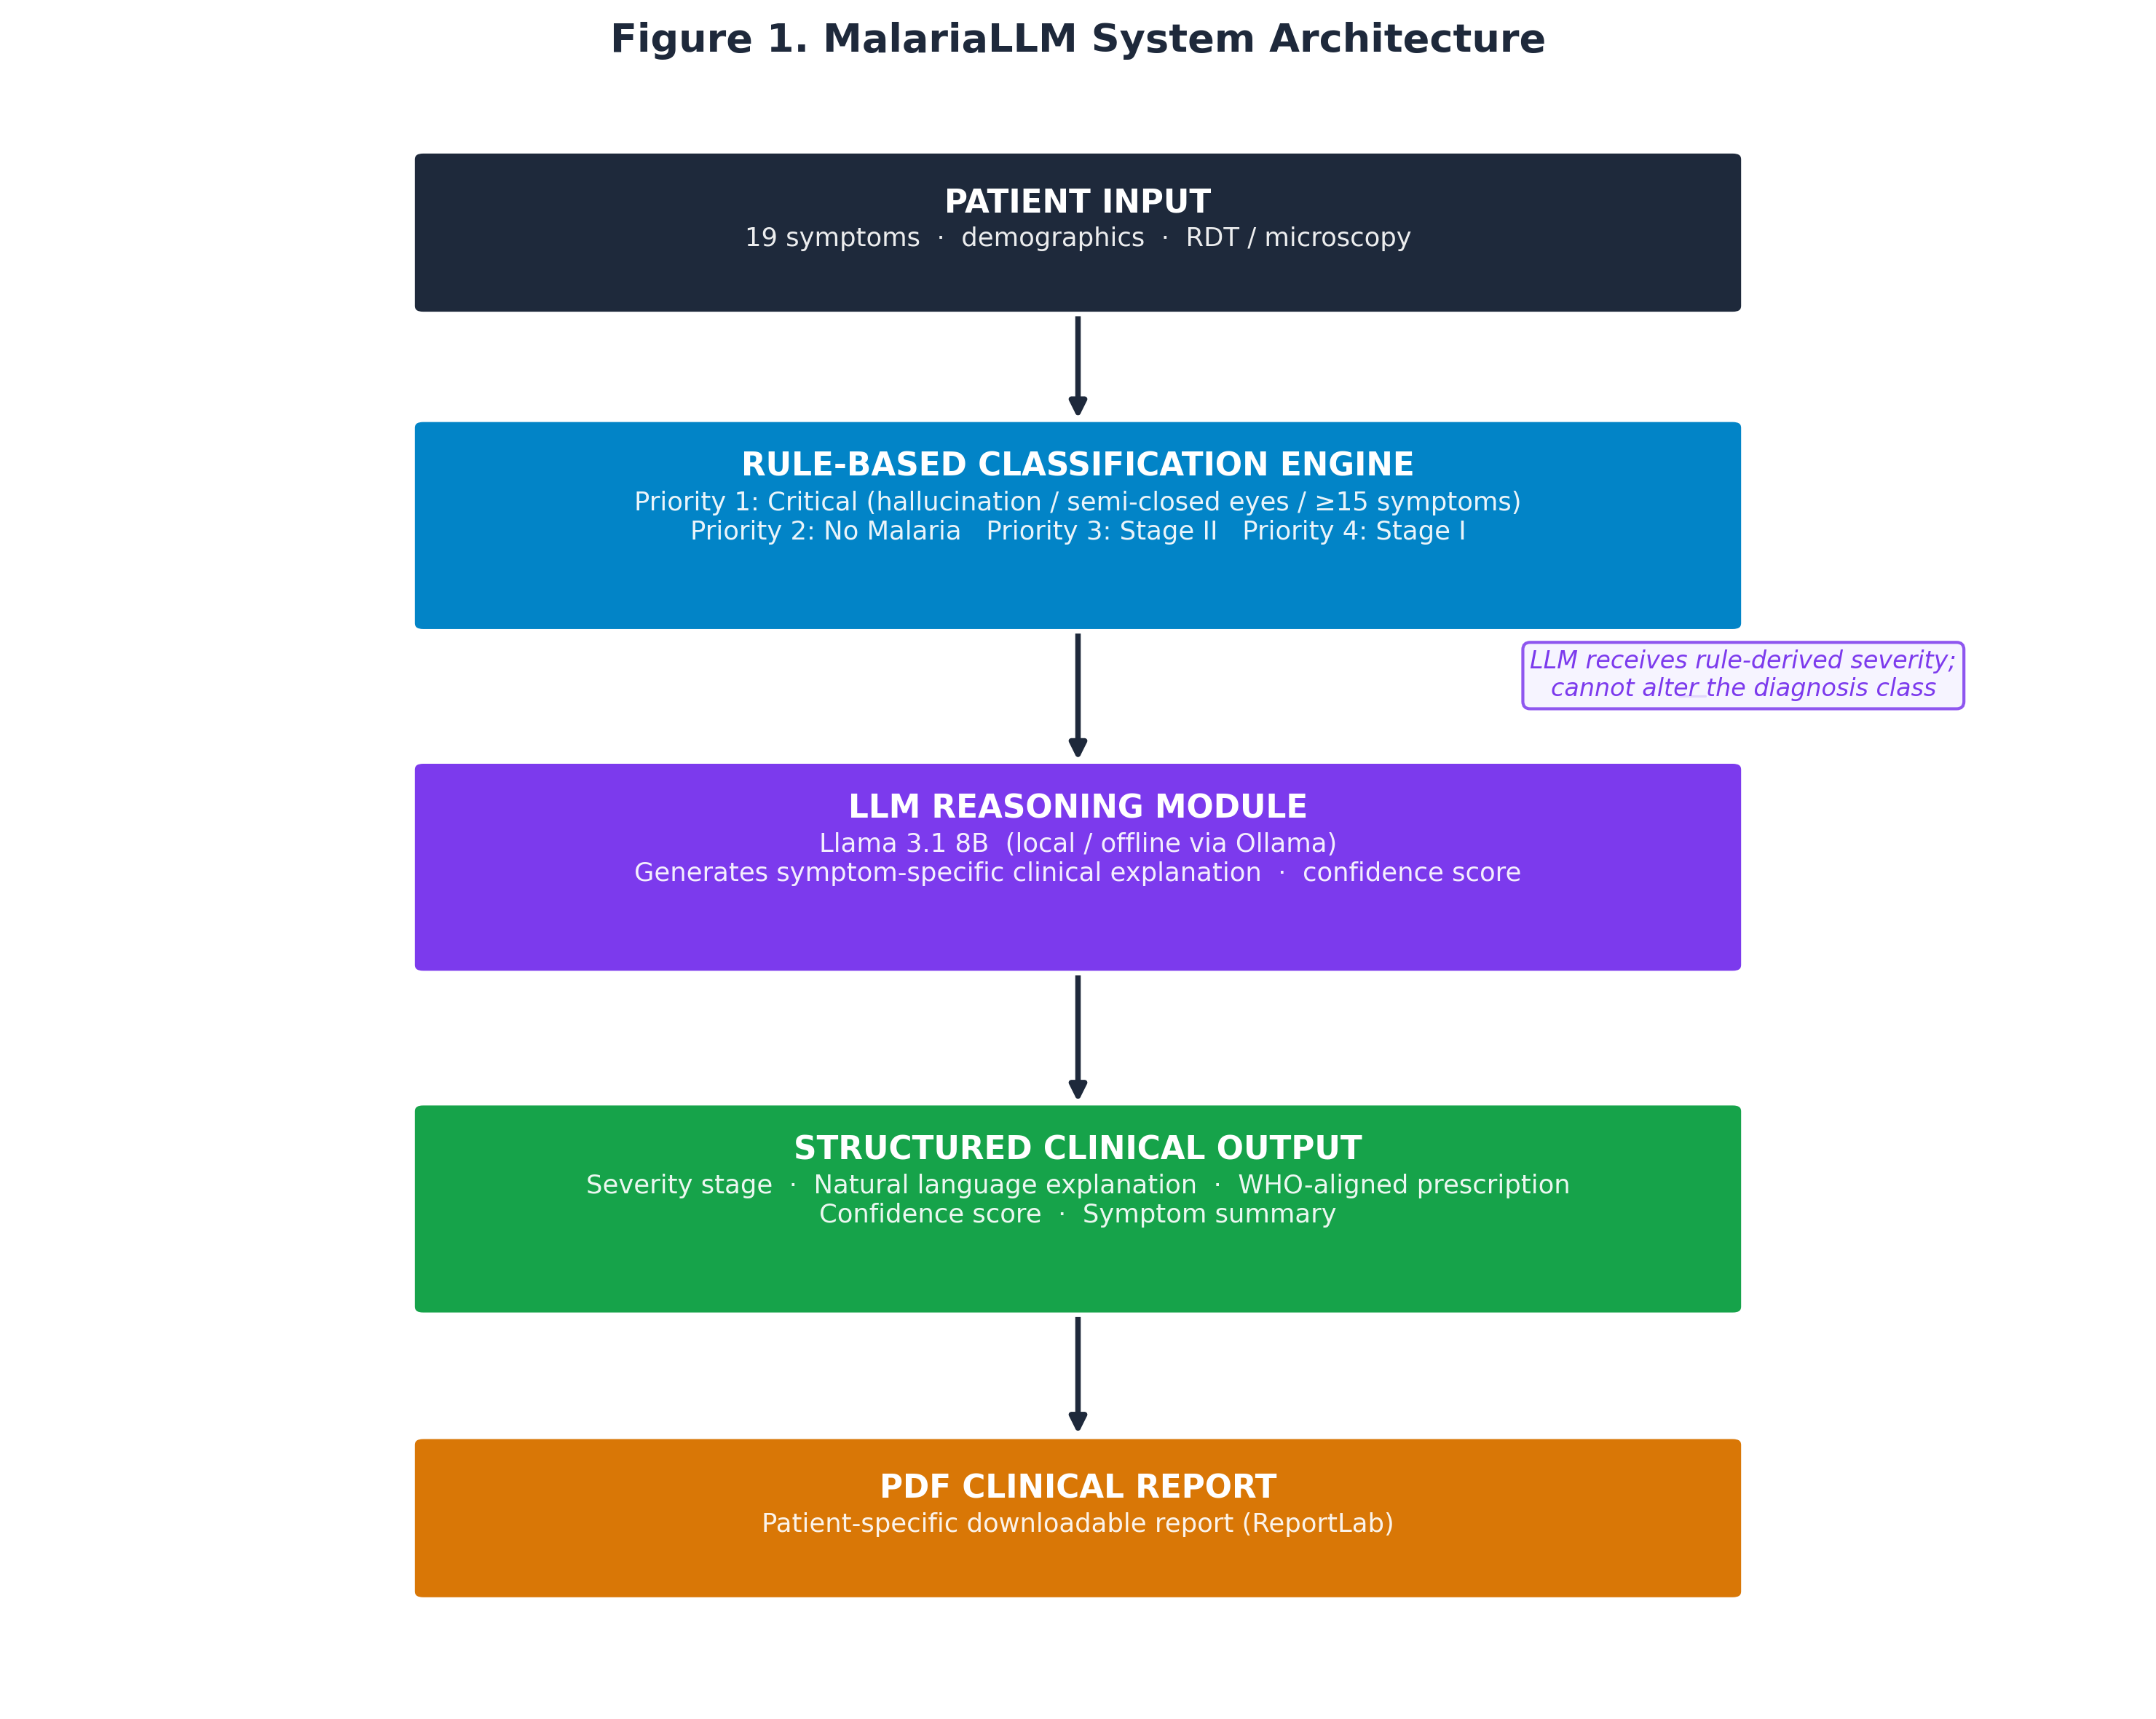 Figure 1. MalariaLLM System Architecture
PATIENT INPUT
19 symptoms · demographics · RDT / microscopy
RULE-BASED CLASSIFICATION ENGINE
Priority 1: Critical (hallucination / semi-closed eyes / ≥15 symptoms)
Priority 2: No Malaria Priority 3: Stage II Priority 4: Stage I
LLM receives rule-derived severity;
cannot alter the diagnosis class
LLM REASONING MODULE
Llama 3.1 8B (local / offline via Ollama)
Generates symptom-specific clinical explanation · confidence score
STRUCTURED CLINICAL OUTPUT
Severity stage · Natural language explanation · WHO-aligned prescription
Confidence score · Symptom summary
PDF CLINICAL REPORT
Patient-specific downloadable report (ReportLab)